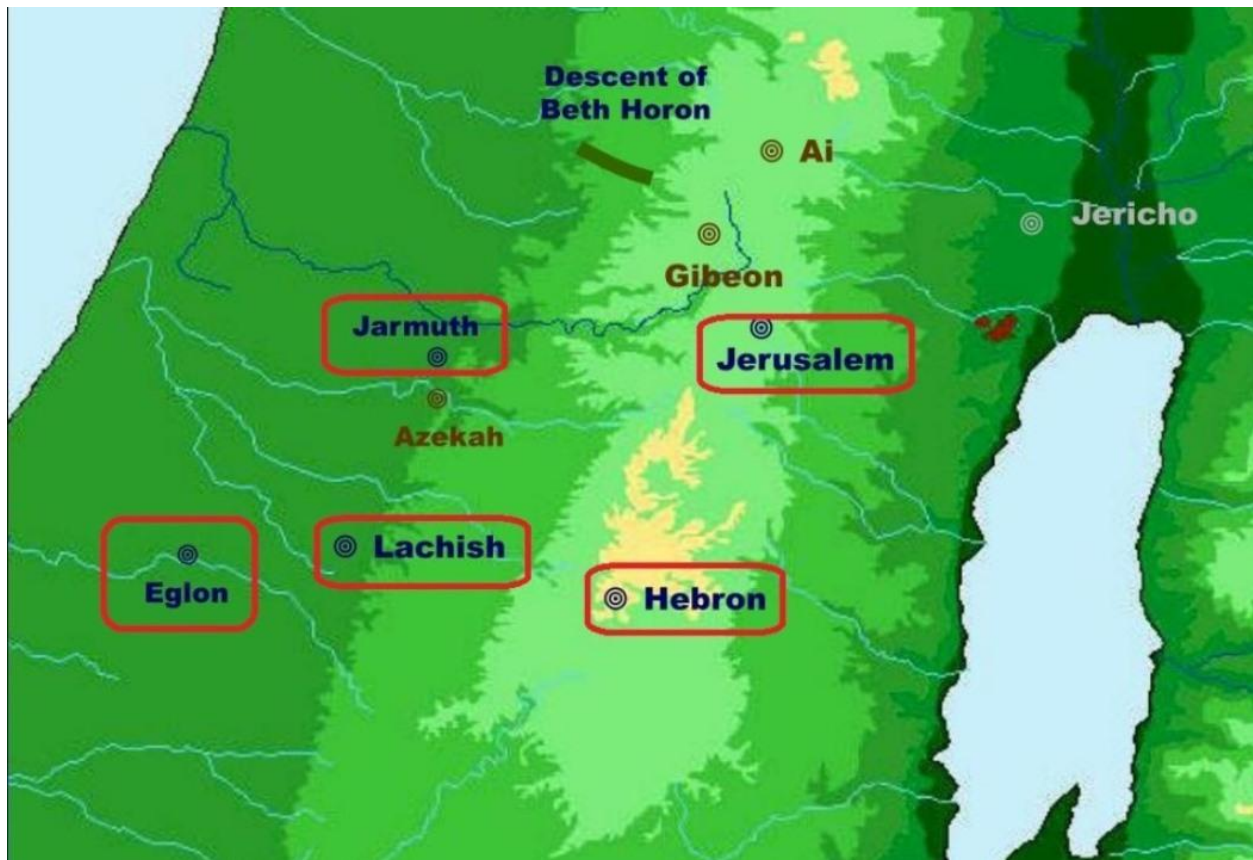 Descent of
Beth Horon
Ai
Jericho
Gibeon
Jarmuth
Jerusalem
Azekah
Lachish
Eglon
Hebron